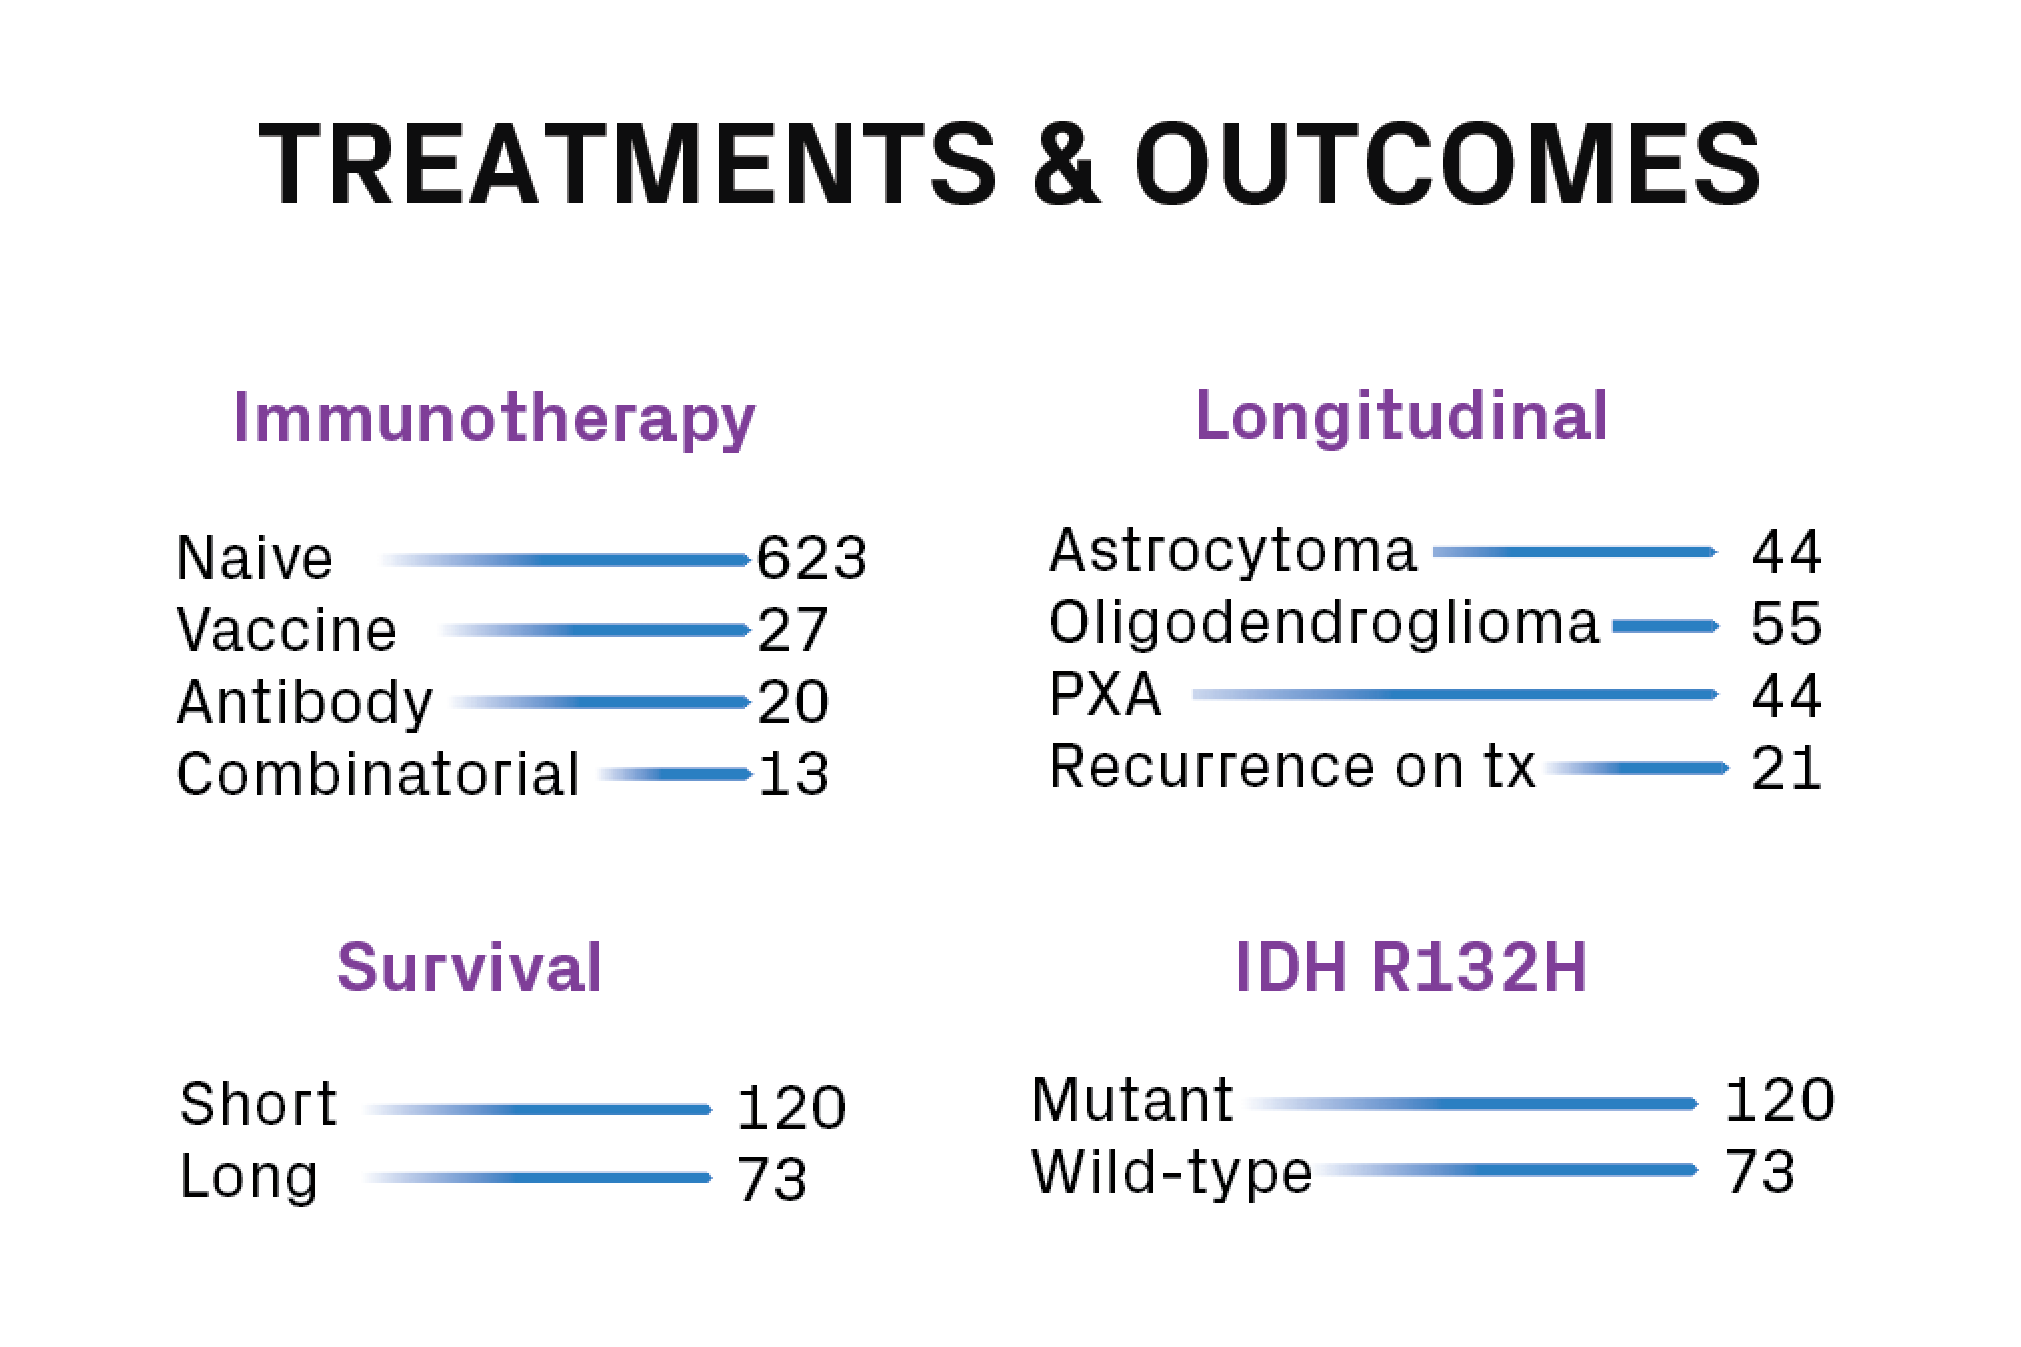 TREATMENTS & OUTCOMES
Immunotherapy
Naive 623
Vaccine 27
Antibody 20
Combinatorial 13
Longitudinal
Astrocytoma 44
Oligodendroglioma 55
PXA 44
Recurrence on tx 21
Survival
Short 120
Long 73
IDH R132H
Mutant 120
Wild-type 73